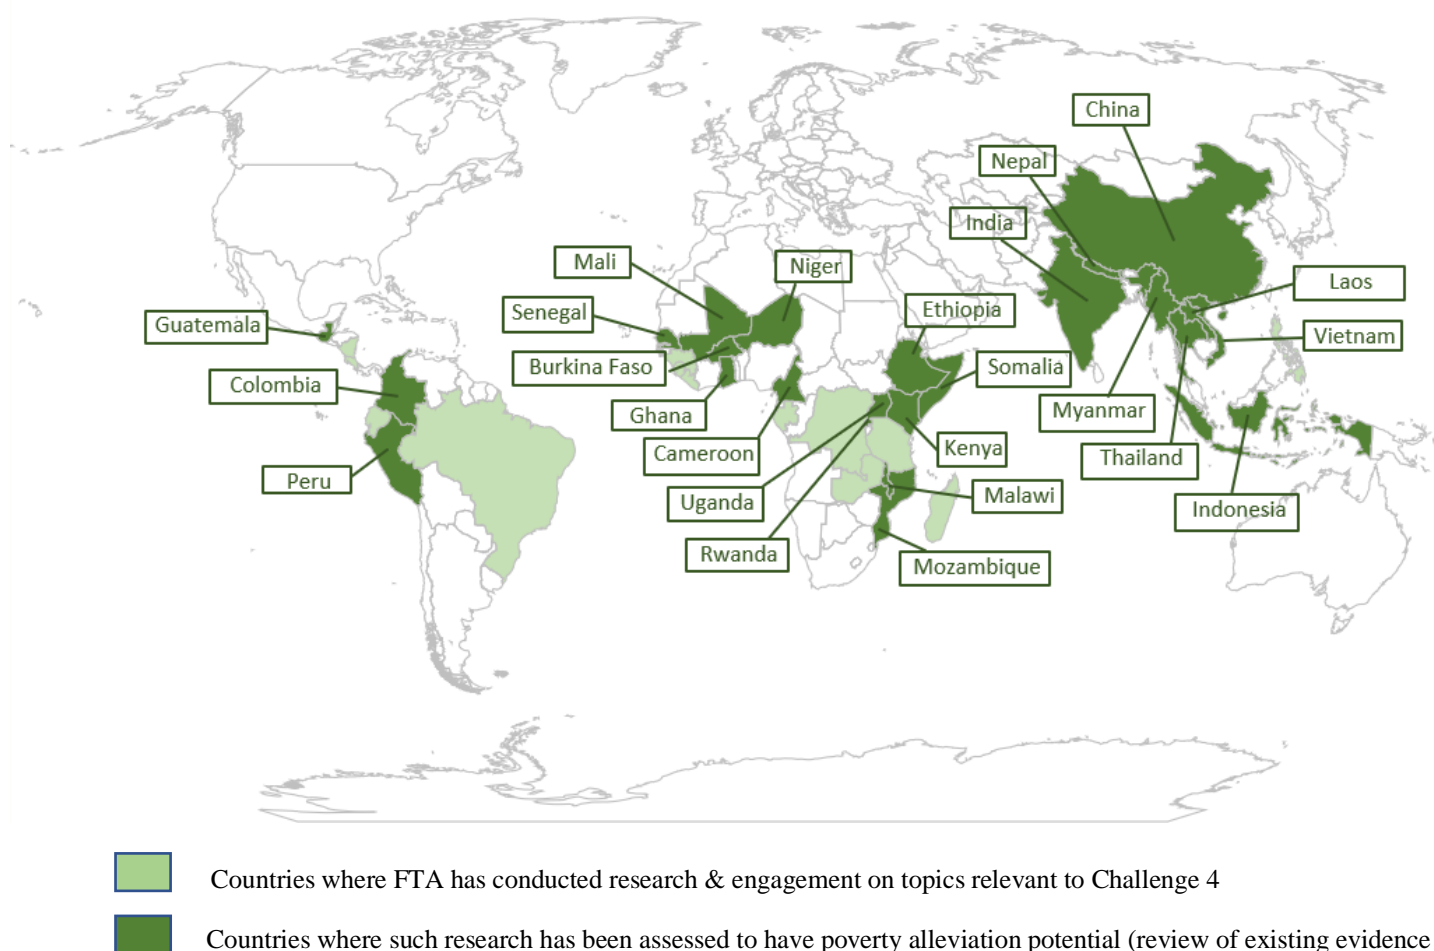 China
Nepal
India
Mali
Niger
Laos
Senegal
Ethiopia
Guatemala
Vietnam
Burkina Faso
Somalia
Colombia
Myanmar
Ghana
Cameroon
Kenya
Thailand
Peru
Uganda
Malawi
Indonesia
Rwanda
Mozambique
Countries where FTA has conducted research & engagement on topics relevant to Challenge 4
Countries where such research has been assessed to have poverty alleviation potential (review of existing evidence